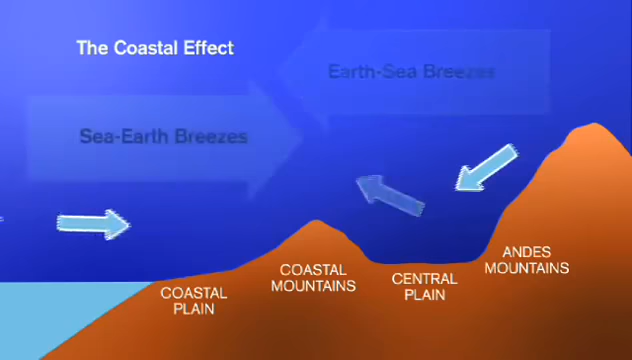 The Coastal Effect
Earth-Sea Breezes
Sea-Earth Breezes
COASTAL
PLAIN
COASTAL
MOUNTAINS
CENTRAL
PLAIN
ANDES
MOUNTAINS